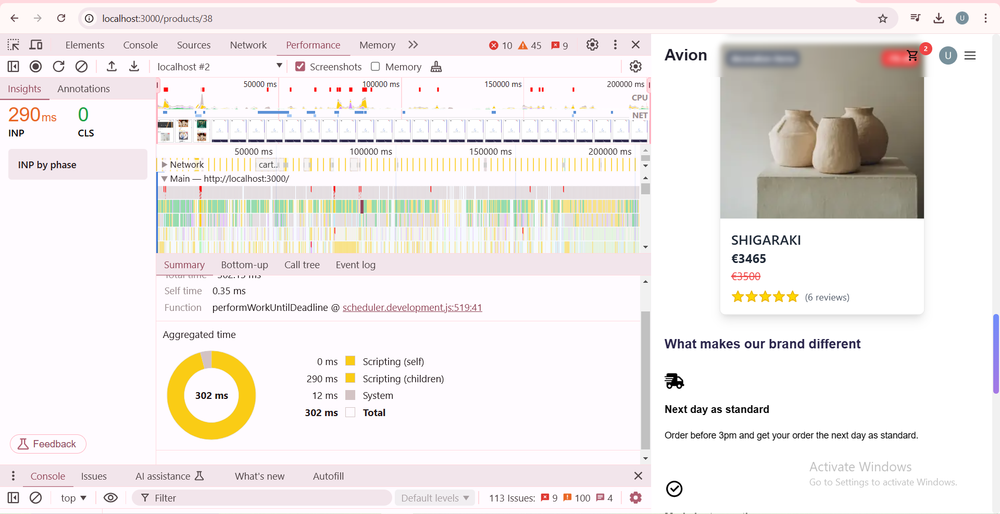 localhost:3000/products/38
U
Elements Console Sources Network Performance Memory 10 45 9
localhost #2 Screenshots Memory
Insights Annotations
290 ms 0
INP CLS
INP by phase
Feedback
50000 ms 100000 ms 150000 ms 200000 ms
CPU
NET
50000 ms 100000 ms 150000 ms 200000 ms
Network cart...
Main — http://localhost:3000/
Summary Bottom-up Call tree Event log
Total time 302.15 ms
Self time 0.35 ms
Function performWorkUntilDeadline @ scheduler.development.js:519:41
Aggregated time
302 ms
0 ms Scripting (self)
290 ms Scripting (children)
12 ms System
302 ms Total
Console Issues AI assistance What's new Autofill
top Filter Default levels 113 Issues: 9 100 4
Avion 2 U
SHIGARAKI
€3465
€3500
(6 reviews)
What makes our brand different
Next day as standard
Order before 3pm and get your order the next day as standard.
Activate Windows
Go to Settings to activate Windows.